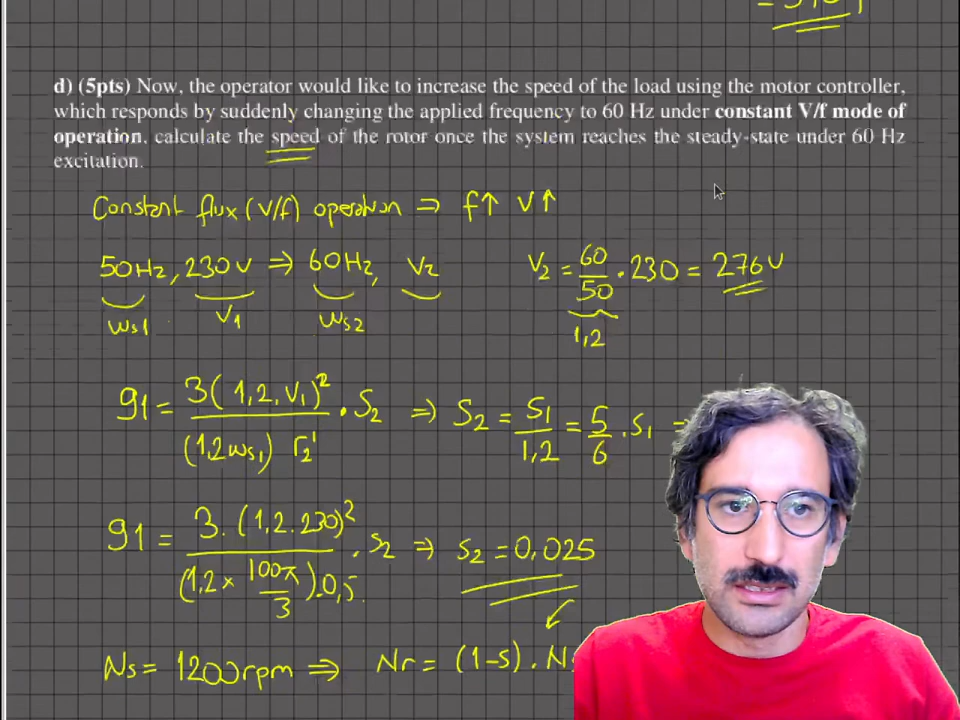 d) (5pts) Now, the operator would like to increase the speed of the load using the motor controller,
which responds by suddenly changing the applied frequency to 60 Hz under constant V/f mode of
operation, calculate the speed of the rotor once the system reaches the steady-state under 60 Hz
excitation.
Constant flux (V/f) operation ⇒ f↑ V↑
50Hz, 230V ⇒ 60Hz, V2
ws1 V1 ws2
V2 = 60/50 . 230 = 276V
1,2
91 = 3(1,2.V1)² / (1,2ws1) r2' . S2 ⇒ S2 = S1/1,2 = 5/6 . S1 ⇒
91 = 3.(1,2.230)² / (1,2 x 100π/3).0,5 . s2 ⇒ s2 = 0,025
Ns = 1200rpm ⇒ Nr = (1-s) . Ns